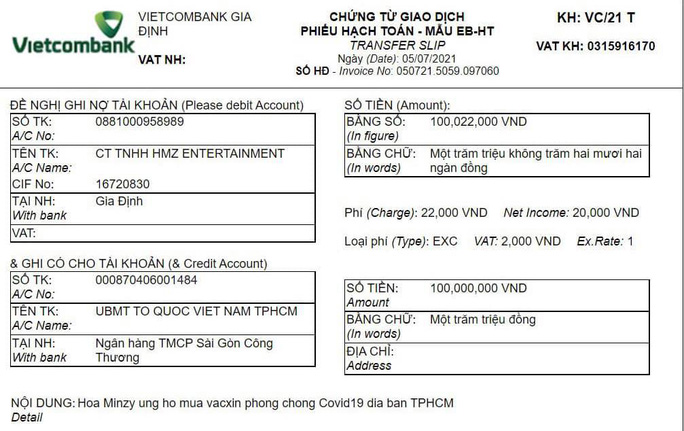 Vietcombank
VIETCOMBANK GIA
ĐỊNH
VAT NH:
CHỨNG TỪ GIAO DỊCH
PHIẾU HẠCH TOÁN - MẪU EB-HT
TRANSFER SLIP
Ngày (Date): 05/07/2021
SỐ HĐ - Invoice No: 050721.5059.097060
KH: VC/21 T
VAT KH: 0315916170
ĐỀ NGHỊ GHI NỢ TÀI KHOẢN (Please debit Account)
SỐ TK: 0881000958989
A/C No:
TÊN TK: CT TNHH HMZ ENTERTAINMENT
A/C Name:
CIF No: 16720830
TẠI NH: Gia Định
With bank
VAT:
SỐ TIỀN (Amount):
BẰNG SỐ: 100,022,000 VND
(In figure)
BẰNG CHỮ: Một trăm triệu không trăm hai mươi hai
(In words) ngàn đồng
Phí (Charge): 22,000 VND Net Income: 20,000 VND
Loại phí (Type): EXC VAT: 2,000 VND Ex.Rate: 1
& GHI CÓ CHO TÀI KHOẢN (& Credit Account)
SỐ TK: 000870406001484
A/C No:
TÊN TK: UBMT TO QUOC VIET NAM TPHCM
A/C Name:
TẠI NH: Ngân hàng TMCP Sài Gòn Công
With bank Thương
SỐ TIỀN: 100,000,000 VND
Amount
BẰNG CHỮ: Một trăm triệu đồng
(In words)
ĐỊA CHỈ:
Address
NỘI DUNG: Hoa Minzy ung ho mua vacxin phong chong Covid19 dia ban TPHCM
Detail